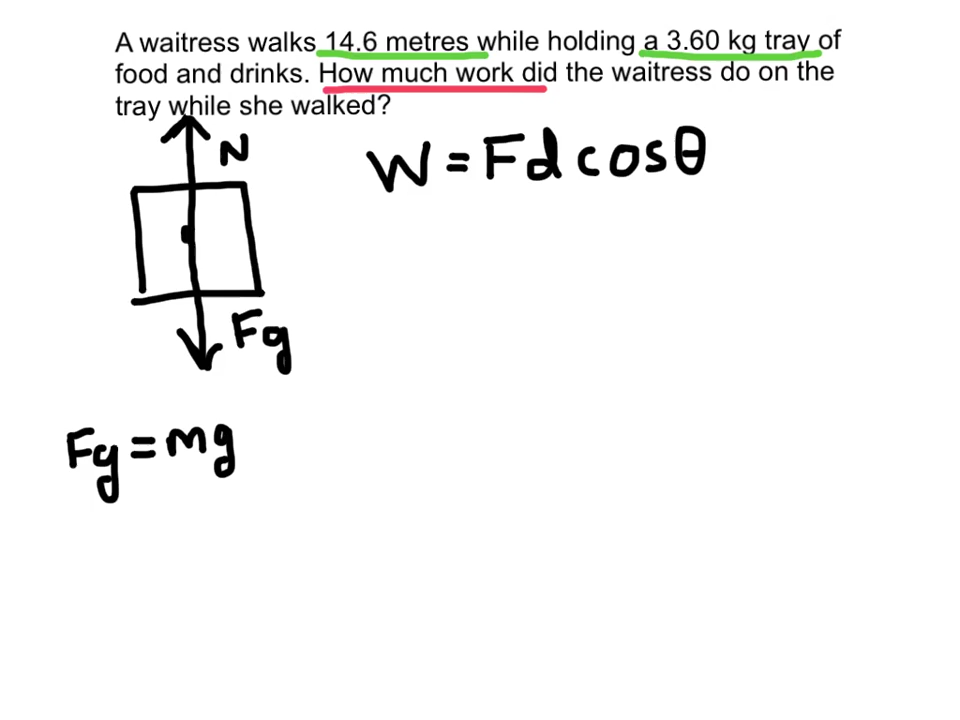 A waitress walks 14.6 metres while holding a 3.60 kg tray of
food and drinks. How much work did the waitress do on the
tray while she walked?
N
W = Fd cosθ
Fg
Fg = mg